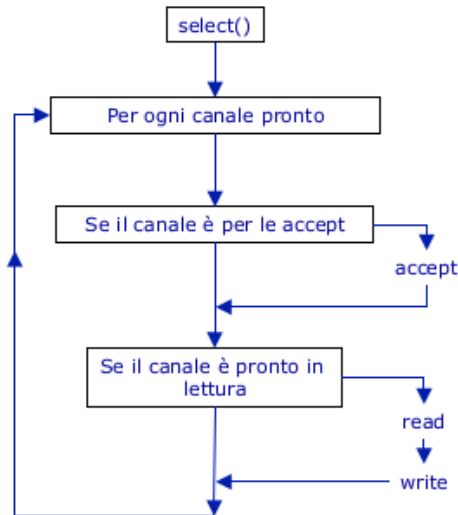 select()
Per ogni canale pronto
Se il canale è per le accept
accept
Se il canale è pronto in
lettura
read
write